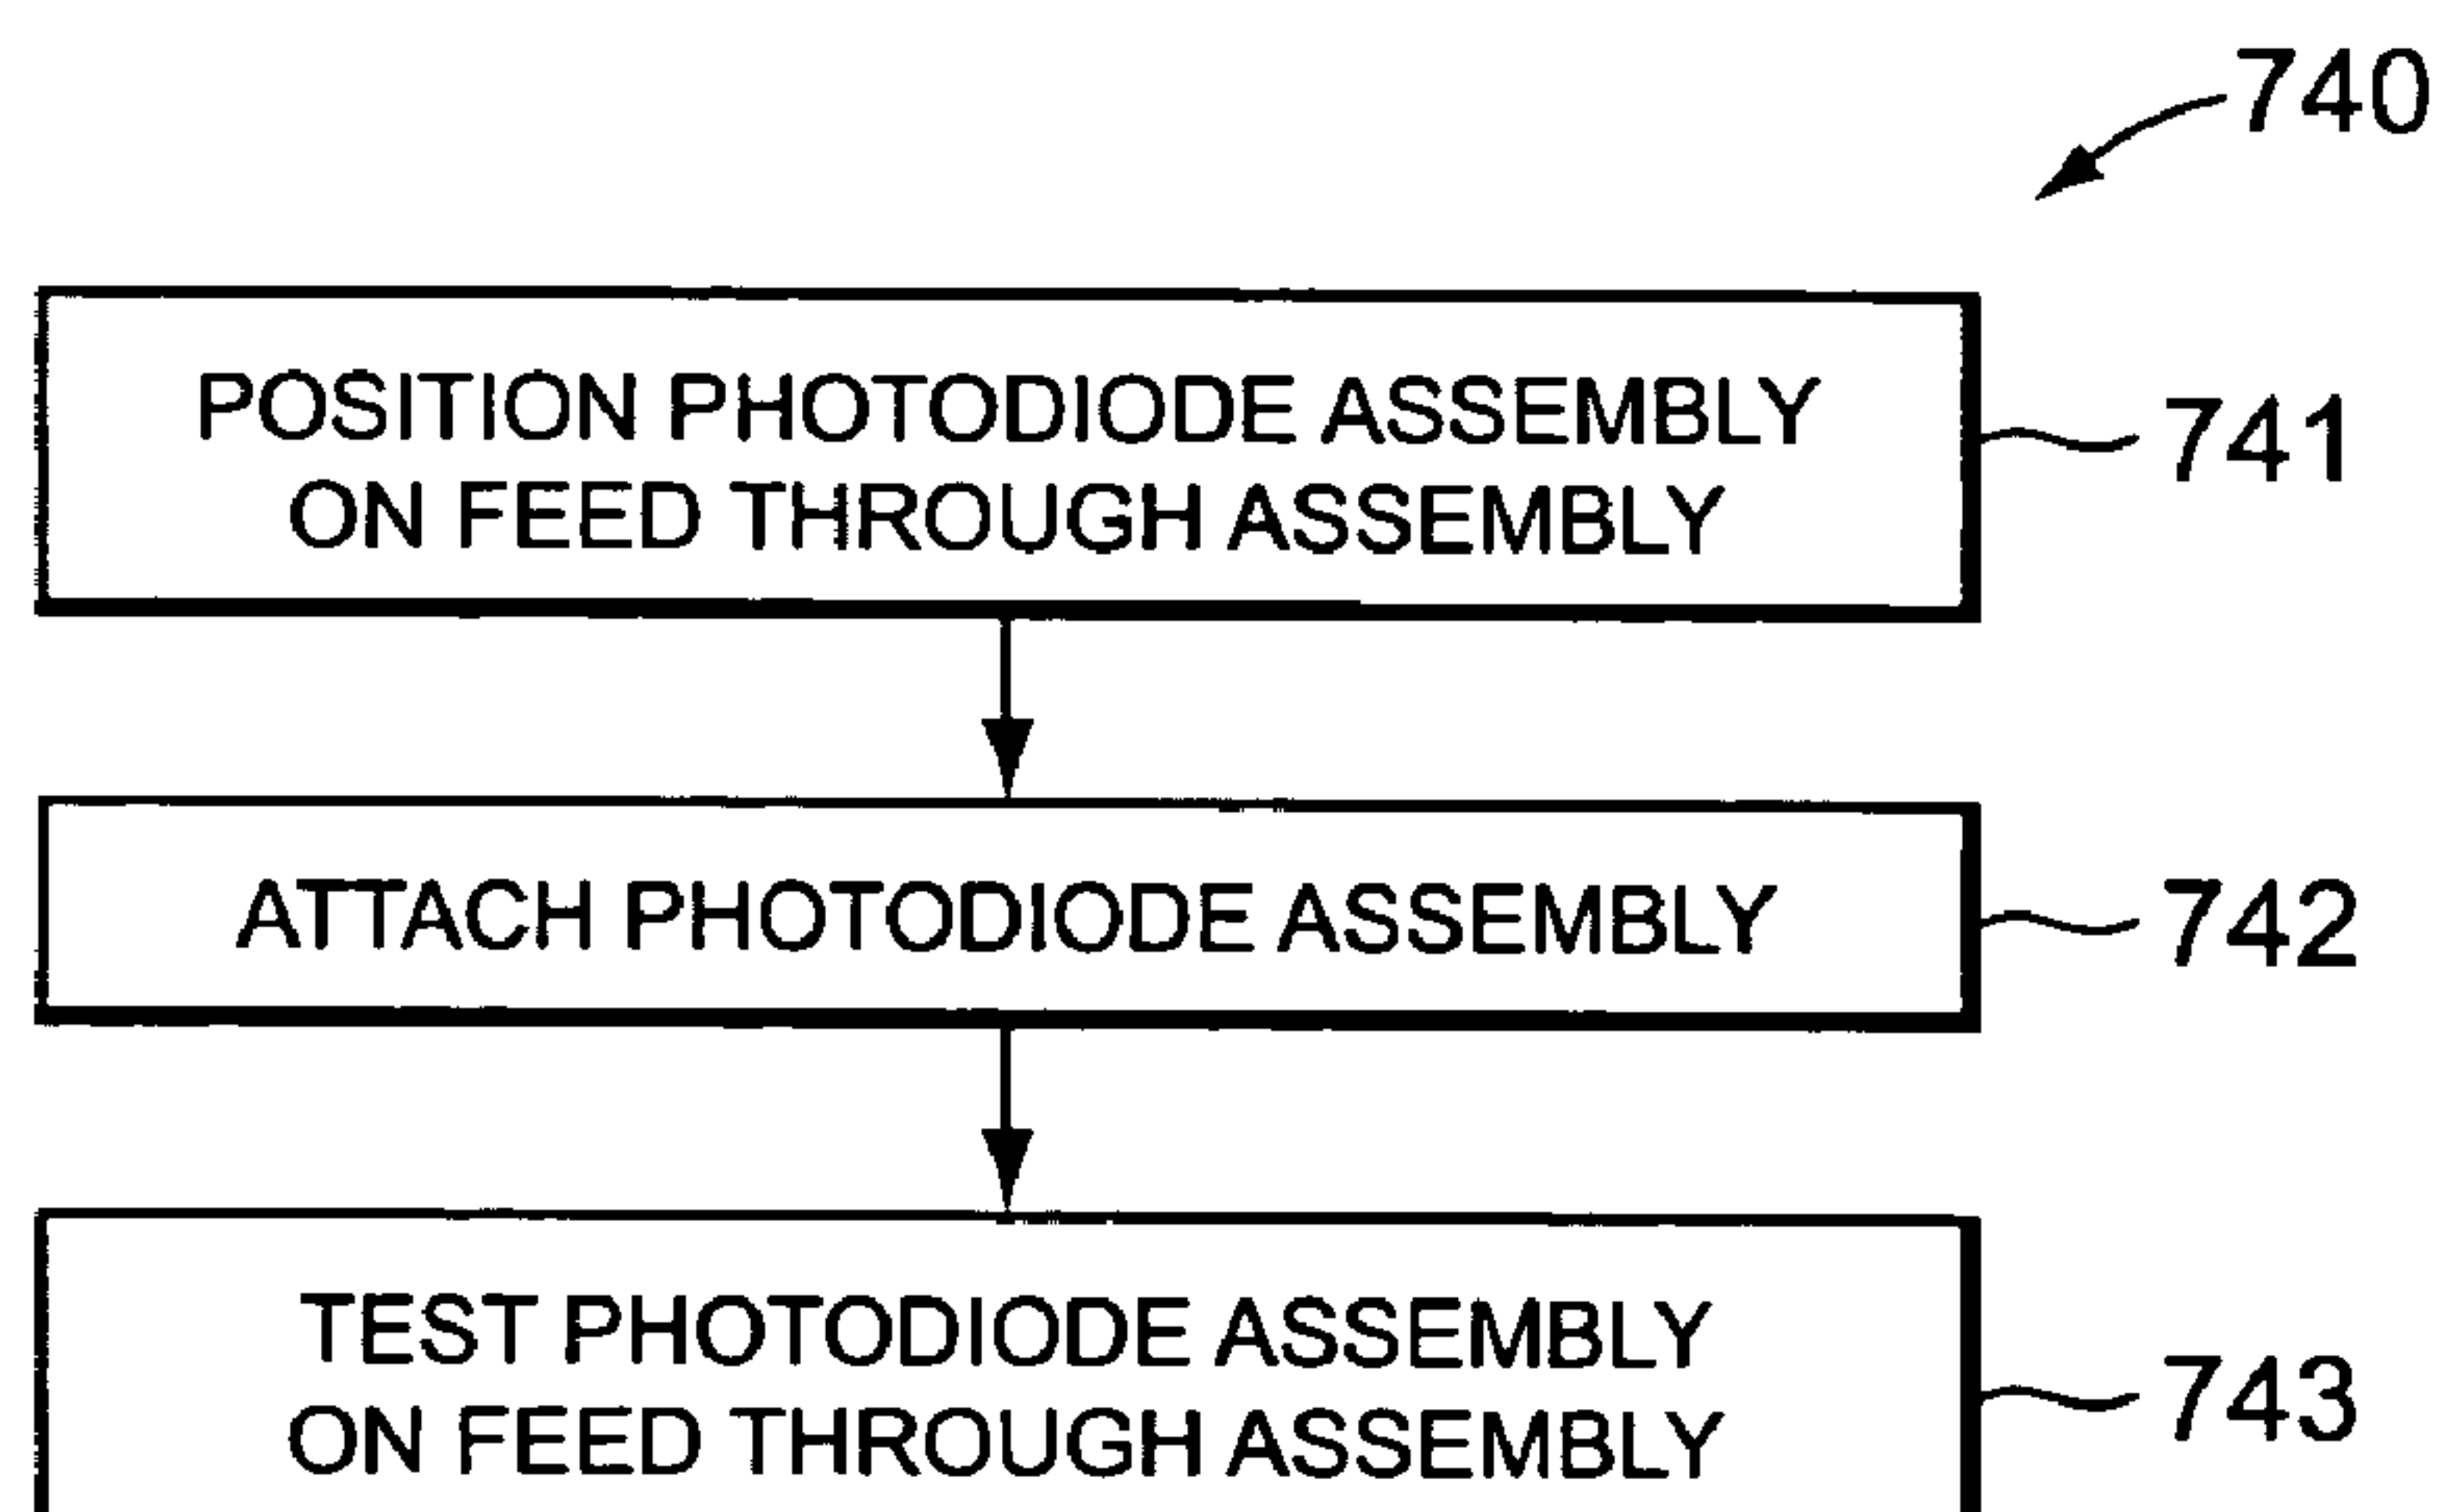 740
POSITION PHOTODIODE ASSEMBLY
ON FEED THROUGH ASSEMBLY
741
ATTACH PHOTODIODE ASSEMBLY
742
TEST PHOTODIODE ASSEMBLY
ON FEED THROUGH ASSEMBLY
743